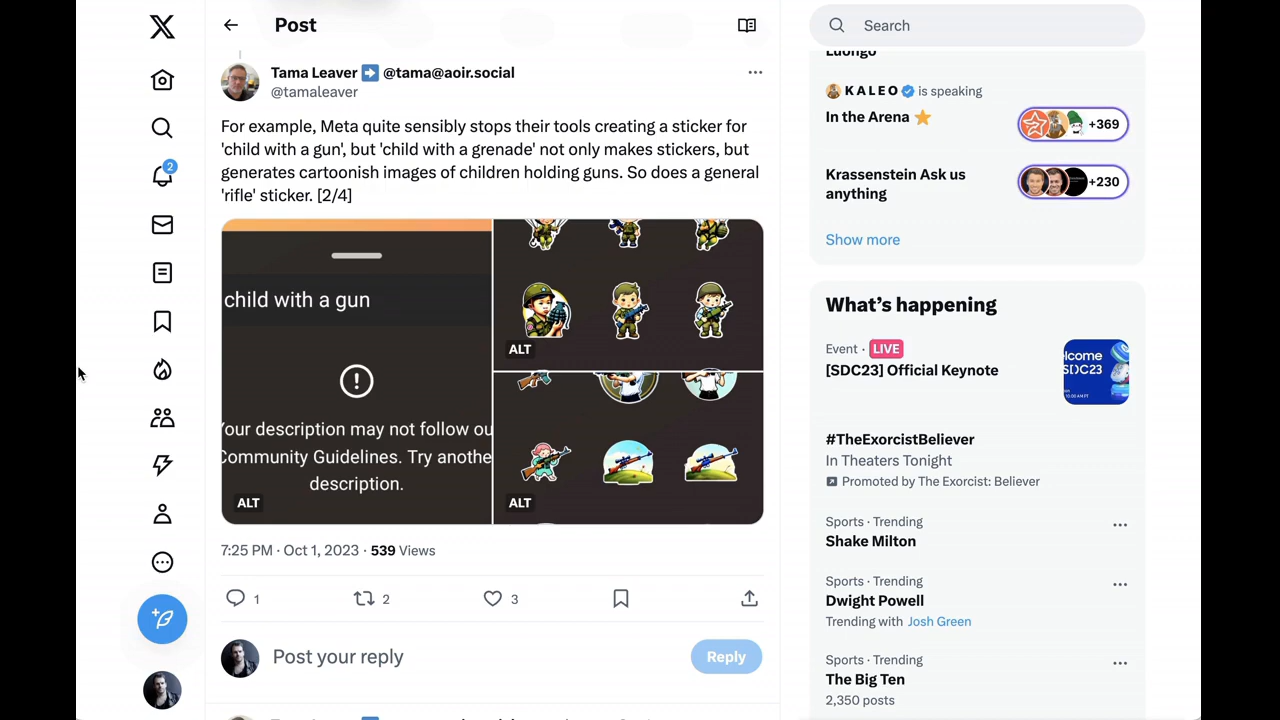 Post
Tama Leaver ➡️ @tama@aoir.social
@tamaleaver
For example, Meta quite sensibly stops their tools creating a sticker for
'child with a gun', but 'child with a grenade' not only makes stickers, but
generates cartoonish images of children holding guns. So does a general
'rifle' sticker. [2/4]
child with a gun
Your description may not follow ou
Community Guidelines. Try anothe
description.
ALT
ALT
ALT
7:25 PM · Oct 1, 2023 · 539 Views
1
2
3
Post your reply
Reply
2
Search
Luongo
KALEO is speaking
In the Arena ⭐
+369
Krassenstein Ask us
anything
+230
Show more
What's happening
Event · LIVE
[SDC23] Official Keynote
lcome
SDC23
#TheExorcistBeliever
In Theaters Tonight
Promoted by The Exorcist: Believer
Sports · Trending
Shake Milton
Sports · Trending
Dwight Powell
Trending with Josh Green
Sports · Trending
The Big Ten
2,350 posts